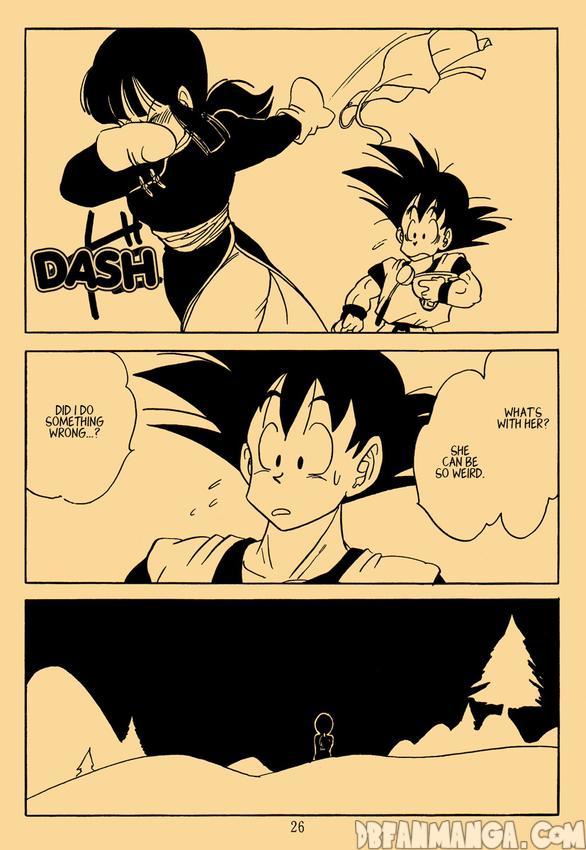 DASH
WHAT'S
WITH HER?
SHE
CAN BE
SO WEIRD.
DID I DO
SOMETHING
WRONG...?
26
DBFANMANGA.COM